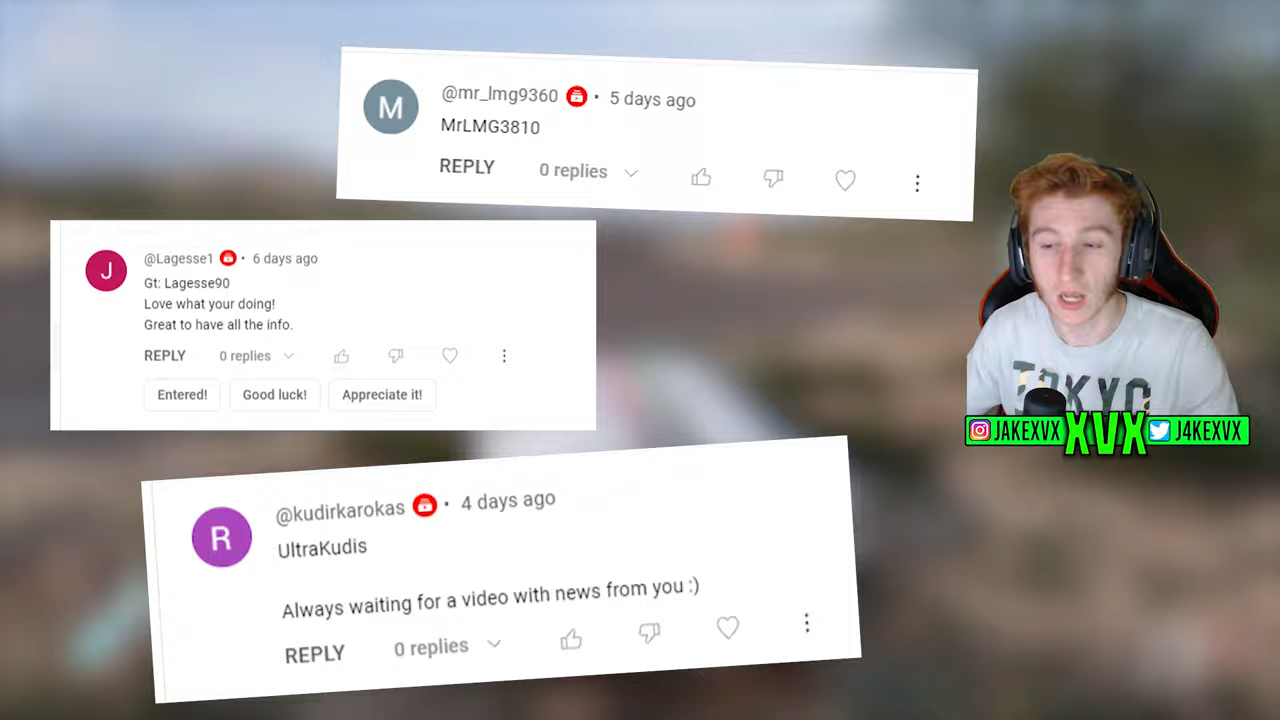 M
@mr_lmg9360 • 5 days ago
MrLMG3810
REPLY 0 replies
J
@Lagesse1 • 6 days ago
Gt: Lagesse90
Love what your doing!
Great to have all the info.
REPLY 0 replies
Entered! Good luck! Appreciate it!
R
@kudirkarokas • 4 days ago
UltraKudis
Always waiting for a video with news from you :)
REPLY 0 replies
TOKYO
JAKEXVX XVX J4KEXVX